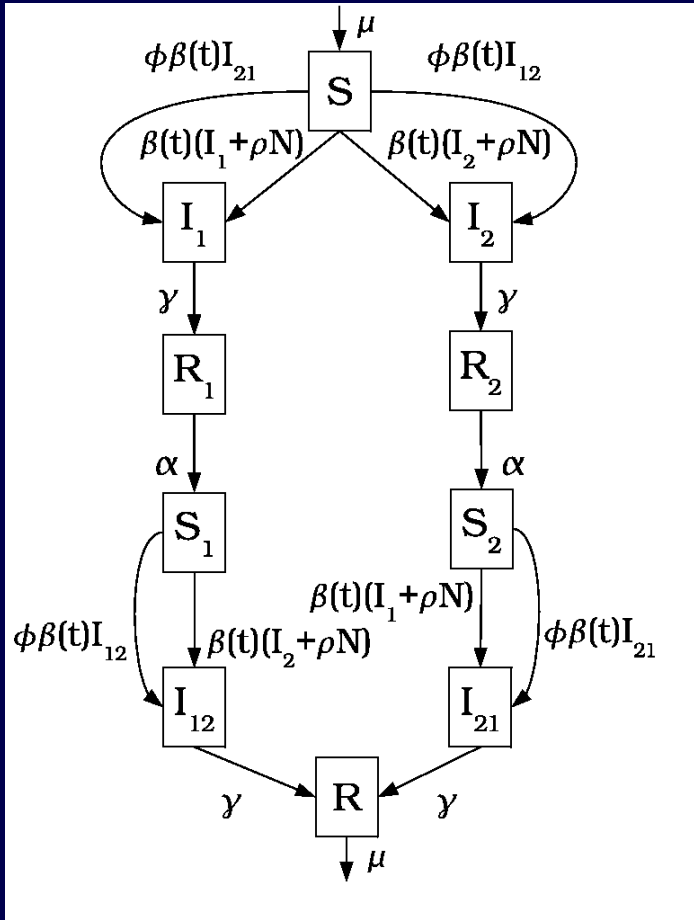 μ
ϕβ(t)I₂₁
ϕβ(t)I₁₂
S
β(t)(I₁+ρN)
β(t)(I₂+ρN)
I₁
I₂
γ
γ
R₁
R₂
α
α
S₁
S₂
β(t)(I₁+ρN)
ϕβ(t)I₁₂
β(t)(I₂+ρN)
ϕβ(t)I₂₁
I₁₂
I₂₁
γ
R
γ
μ